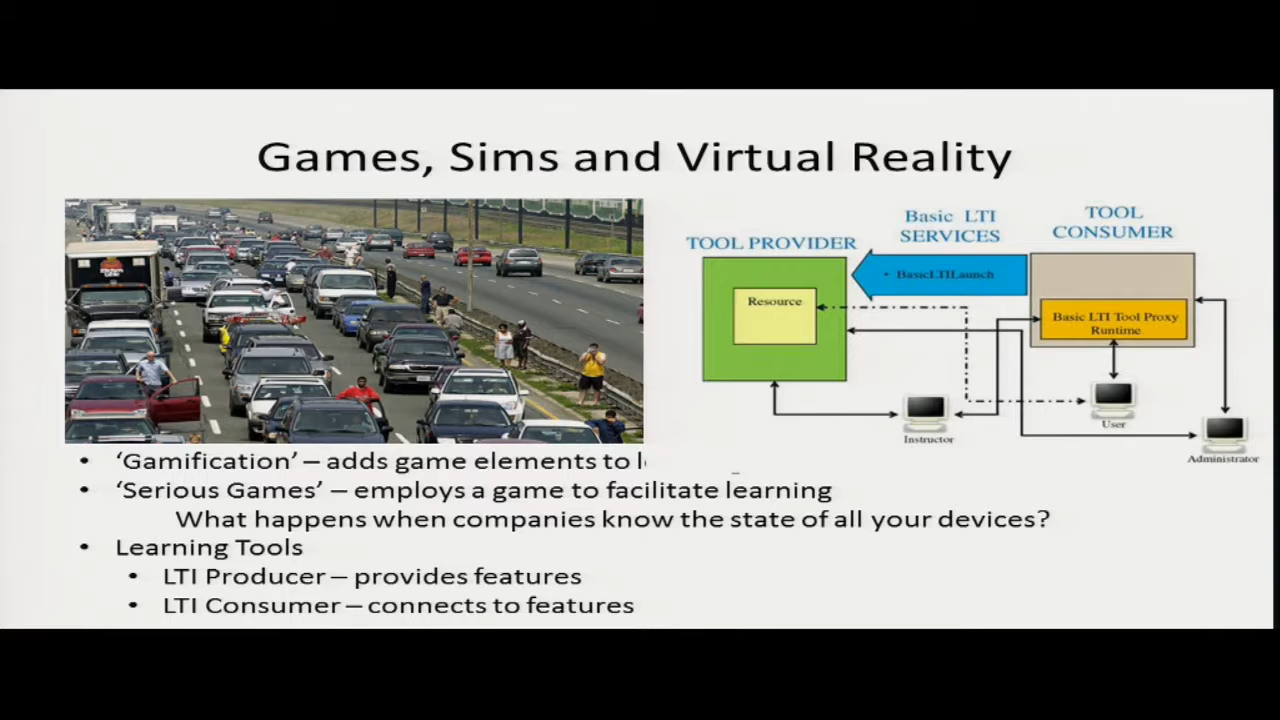 Games, Sims and Virtual Reality
Basic LTI
SERVICES
TOOL
CONSUMER
TOOL PROVIDER
• BasicLTILaunch
Resource
Basic LTI Tool Proxy
Runtime
Instructor
User
Administrator
• ‘Gamification’ – adds game elements to
• ‘Serious Games’ – employs a game to facilitate learning
What happens when companies know the state of all your devices?
• Learning Tools
• LTI Producer – provides features
• LTI Consumer – connects to features